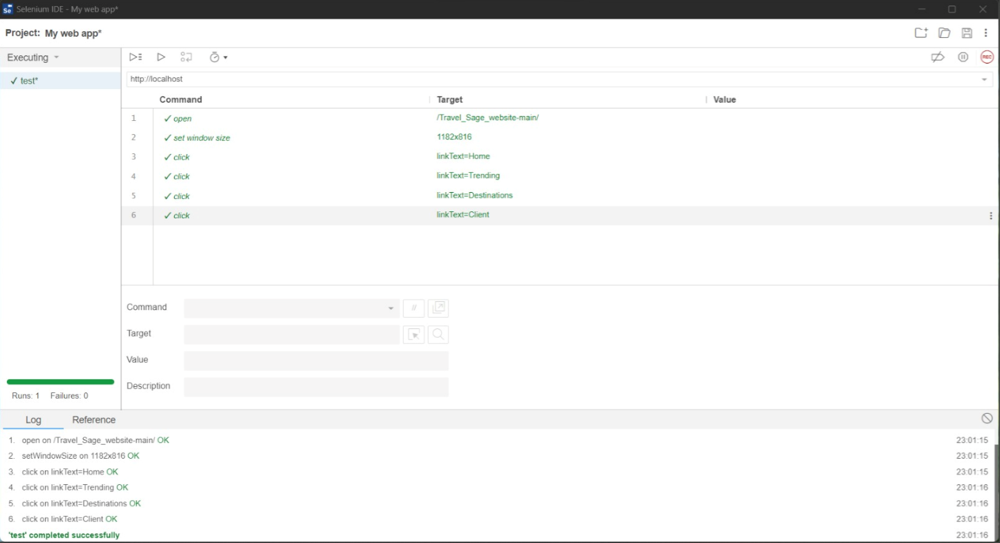 Se Selenium IDE - My web app*
Project: My web app*
Executing
REC
✓ test*
http://localhost
Command Target Value
1 ✓ open /Travel_Sage_website-main/
2 ✓ set window size 1182x816
3 ✓ click linkText=Home
4 ✓ click linkText=Trending
5 ✓ click linkText=Destinations
6 ✓ click linkText=Client
Command //
Target
Value
Description
Runs: 1 Failures: 0
Log Reference
1. open on /Travel_Sage_website-main/ OK 23:01:15
2. setWindowSize on 1182x816 OK 23:01:15
3. click on linkText=Home OK 23:01:15
4. click on linkText=Trending OK 23:01:16
5. click on linkText=Destinations OK 23:01:16
6. click on linkText=Client OK 23:01:16
'test' completed successfully 23:01:16